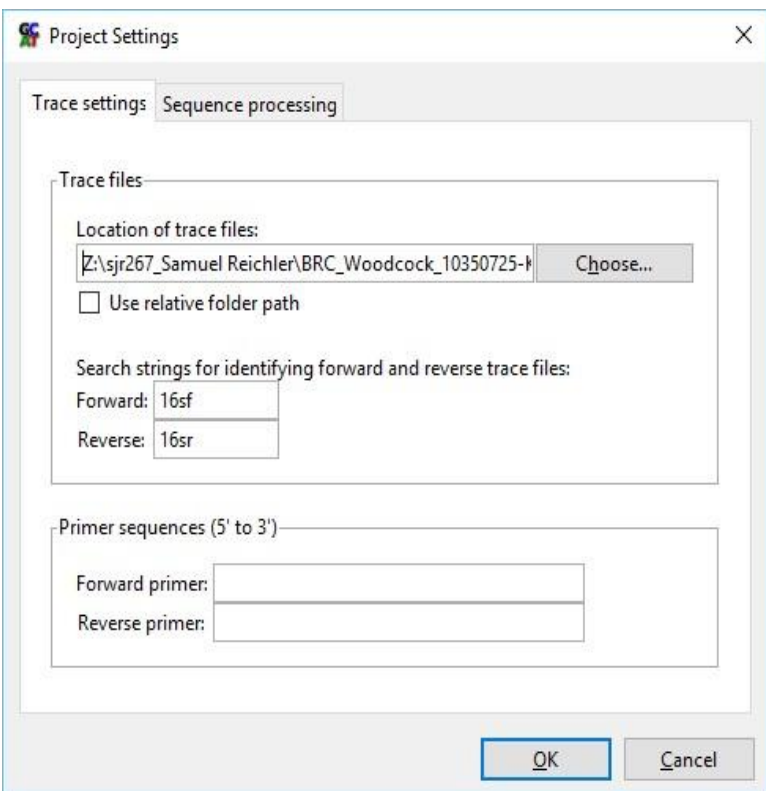 Project Settings
Trace settings Sequence processing
Trace files
Location of trace files:
Z:\sjr267_Samuel Reichler\BRC_Woodcock_10350725-K Choose...
Use relative folder path
Search strings for identifying forward and reverse trace files:
Forward: 16sf
Reverse: 16sr
Primer sequences (5' to 3')
Forward primer:
Reverse primer:
OK Cancel